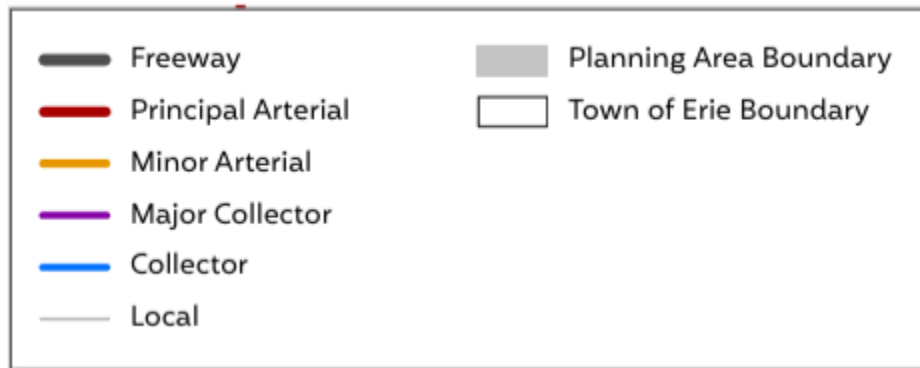 Freeway
Principal Arterial
Minor Arterial
Major Collector
Collector
Local
Planning Area Boundary
Town of Erie Boundary